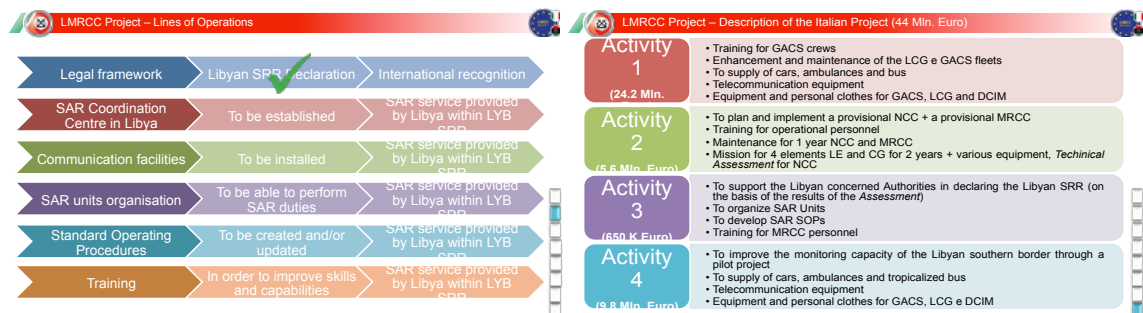 LMRCC Project – Lines of Operations
Legal framework
Libyan SRR Declaration
International recognition
SAR Coordination
Centre in Libya
To be established
SAR service provided
by Libya within LYB
SRR
Communication facilities
To be installed
SAR service provided
by Libya within LYB
SRR
SAR units organisation
To be able to perform
SAR duties
SAR service provided
by Libya within LYB
SRR
Standard Operating
Procedures
To be created and/or
updated
SAR service provided
by Libya within LYB
SRR
Training
In order to improve skills
and capabilities
SAR service provided
by Libya within LYB
SRR
LMRCC Project – Description of the Italian Project (44 Mln. Euro)
Activity
1
(24.2 Mln.
• Training for GACS crews
• Enhancement and maintenance of the LCG e GACS fleets
• To supply of cars, ambulances and bus
• Telecommunication equipment
• Equipment and personal clothes for GACS, LCG and DCIM
Activity
2
(5.6 Mln. Euro)
• To plan and implement a provisional NCC + a provisional MRCC
• Training for operational personnel
• Maintenance for 1 year NCC and MRCC
• Mission for 4 elements LE and CG for 2 years + various equipment, Techinical
Assessment for NCC
Activity
3
(650 K Euro)
• To support the Libyan concerned Authorities in declaring the Libyan SRR (on
the basis of the results of the Assessment)
• To organize SAR Units
• To develop SAR SOPs
• Training for MRCC personnel
Activity
4
(9.8 Mln. Euro)
• To improve the monitoring capacity of the Libyan southern border through a
pilot project
• To supply of cars, ambulances and tropicalized bus
• Telecommunication equipment
• Equipment and personal clothes for GACS, LCG e DCIM